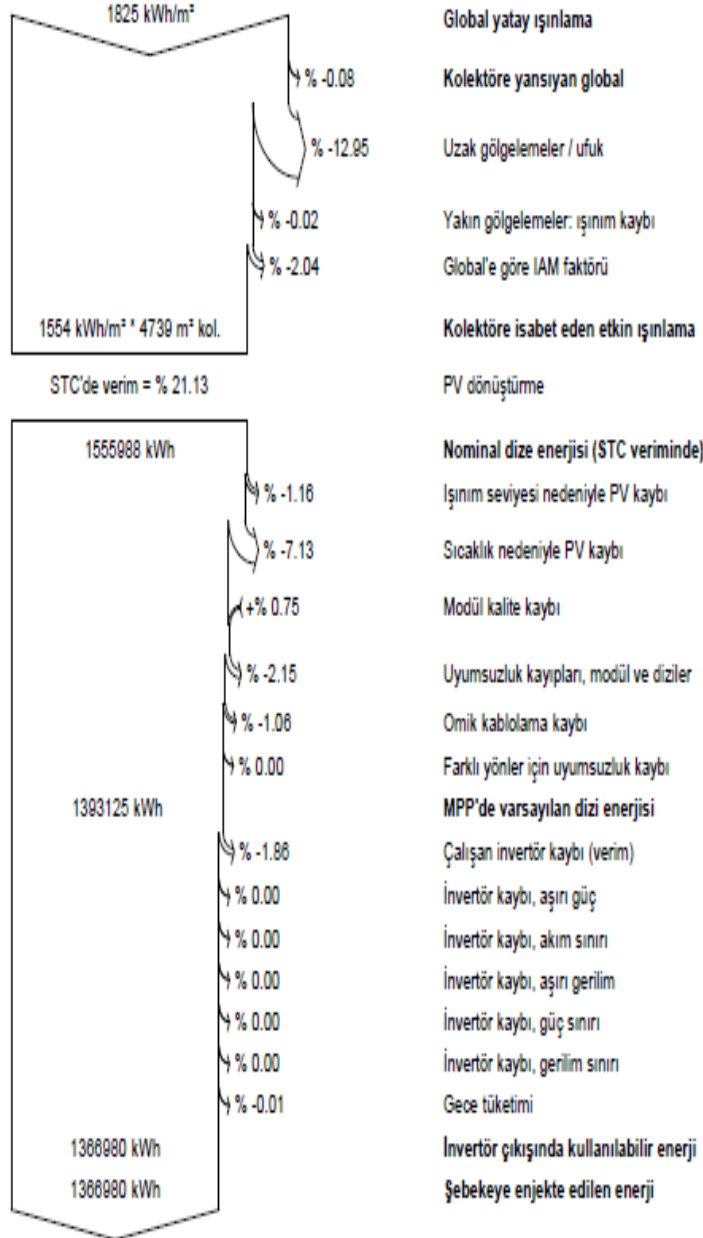 1825 kWh/m² Global yatay ışınlama
% -0.08 Kolektöre yansıyan global
% -12.95 Uzak gölgelemeler / ufuk
% -0.02 Yakın gölgelemeler: ışınım kaybı
% -2.04 Global'e göre IAM faktörü
1554 kWh/m² * 4739 m² kol. Kolektöre isabet eden etkin ışınlama
STC'de verim = % 21.13 PV dönüştürme
1555988 kWh Nominal dize enerjisi (STC veriminde)
% -1.16 Işınım seviyesi nedeniyle PV kaybı
% -7.13 Sıcaklık nedeniyle PV kaybı
+% 0.75 Modül kalite kaybı
% -2.15 Uyumsuzluk kayıpları, modül ve diziler
% -1.06 Omik kablolama kaybı
% 0.00 Farklı yönler için uyumsuzluk kaybı
1393125 kWh MPP'de varsayılan dizi enerjisi
% -1.86 Çalışan invertör kaybı (verim)
% 0.00 İnvertör kaybı, aşırı güç
% 0.00 İnvertör kaybı, akım sınırı
% 0.00 İnvertör kaybı, aşırı gerilim
% 0.00 İnvertör kaybı, güç sınırı
% 0.00 İnvertör kaybı, gerilim sınırı
% -0.01 Gece tüketimi
1366980 kWh İnvertör çıkışında kullanılabilir enerji
1366980 kWh Şebekeye enjekte edilen enerji